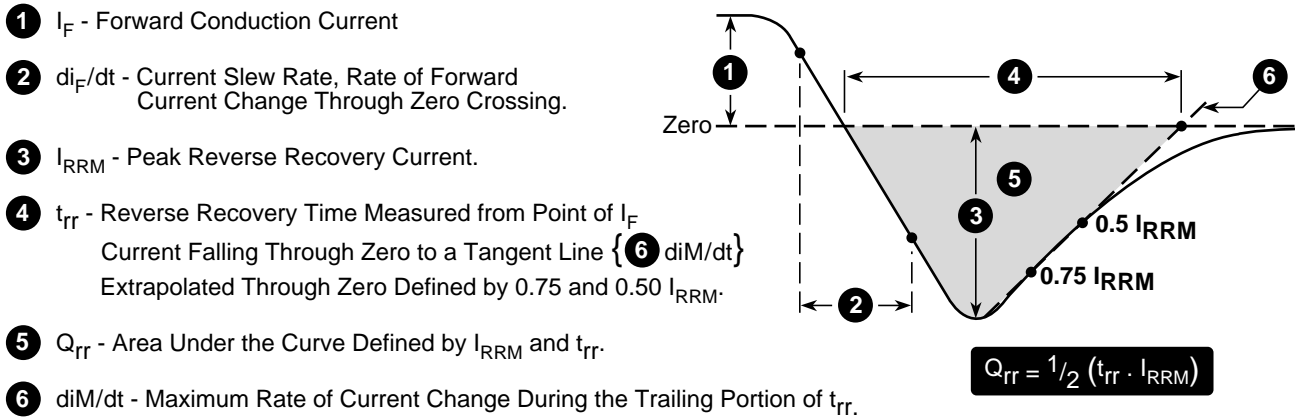 1 I_F - Forward Conduction Current
2 di_F/dt - Current Slew Rate, Rate of Forward
Current Change Through Zero Crossing.
3 I_RRM - Peak Reverse Recovery Current.
4 t_rr - Reverse Recovery Time Measured from Point of I_F
Current Falling Through Zero to a Tangent Line {6 diM/dt}
Extrapolated Through Zero Defined by 0.75 and 0.50 I_RRM.
5 Q_rr - Area Under the Curve Defined by I_RRM and t_rr.
6 diM/dt - Maximum Rate of Current Change During the Trailing Portion of t_rr.
1
4
6
Zero
5
3
0.5 I_RRM
0.75 I_RRM
2
Q_rr = 1/2 (t_rr . I_RRM)